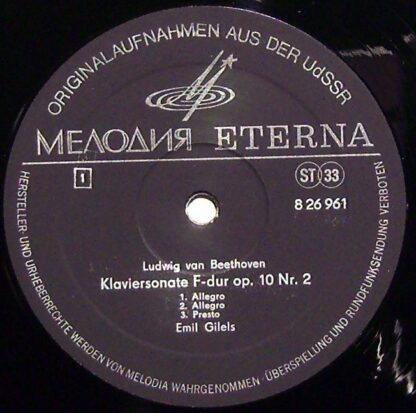 ORIGINALAUFNAHMEN AUS DER UdSSR
МЕЛОДИЯ ETERNA
1
ST 33
8 26 961
Ludwig van Beethoven
Klaviersonate F-dur op. 10 Nr. 2
1. Allegro
2. Allegro
3. Presto
Emil Gilels
HERSTELLER- UND URHEBERRECHTE WERDEN VON MELODIA WAHRGENOMMEN · ÜBERSPIELUNG UND RUNDFUNKSENDUNG VERBOTEN